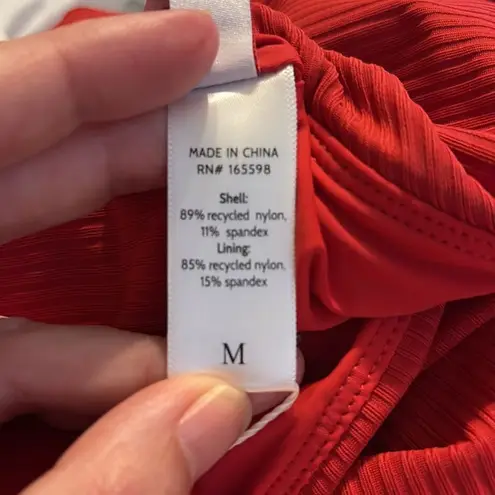 MADE IN CHINA
RN# 165598
Shell:
89% recycled nylon,
11% spandex
Lining:
85% recycled nylon,
15% spandex
M